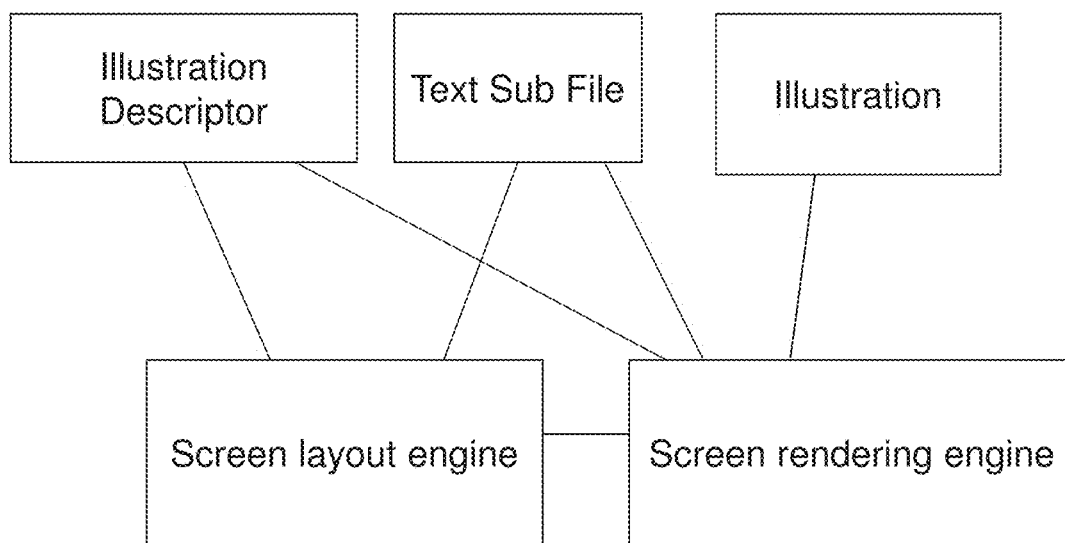 Illustration
Descriptor
Text Sub File
Illustration
Screen layout engine
Screen rendering engine